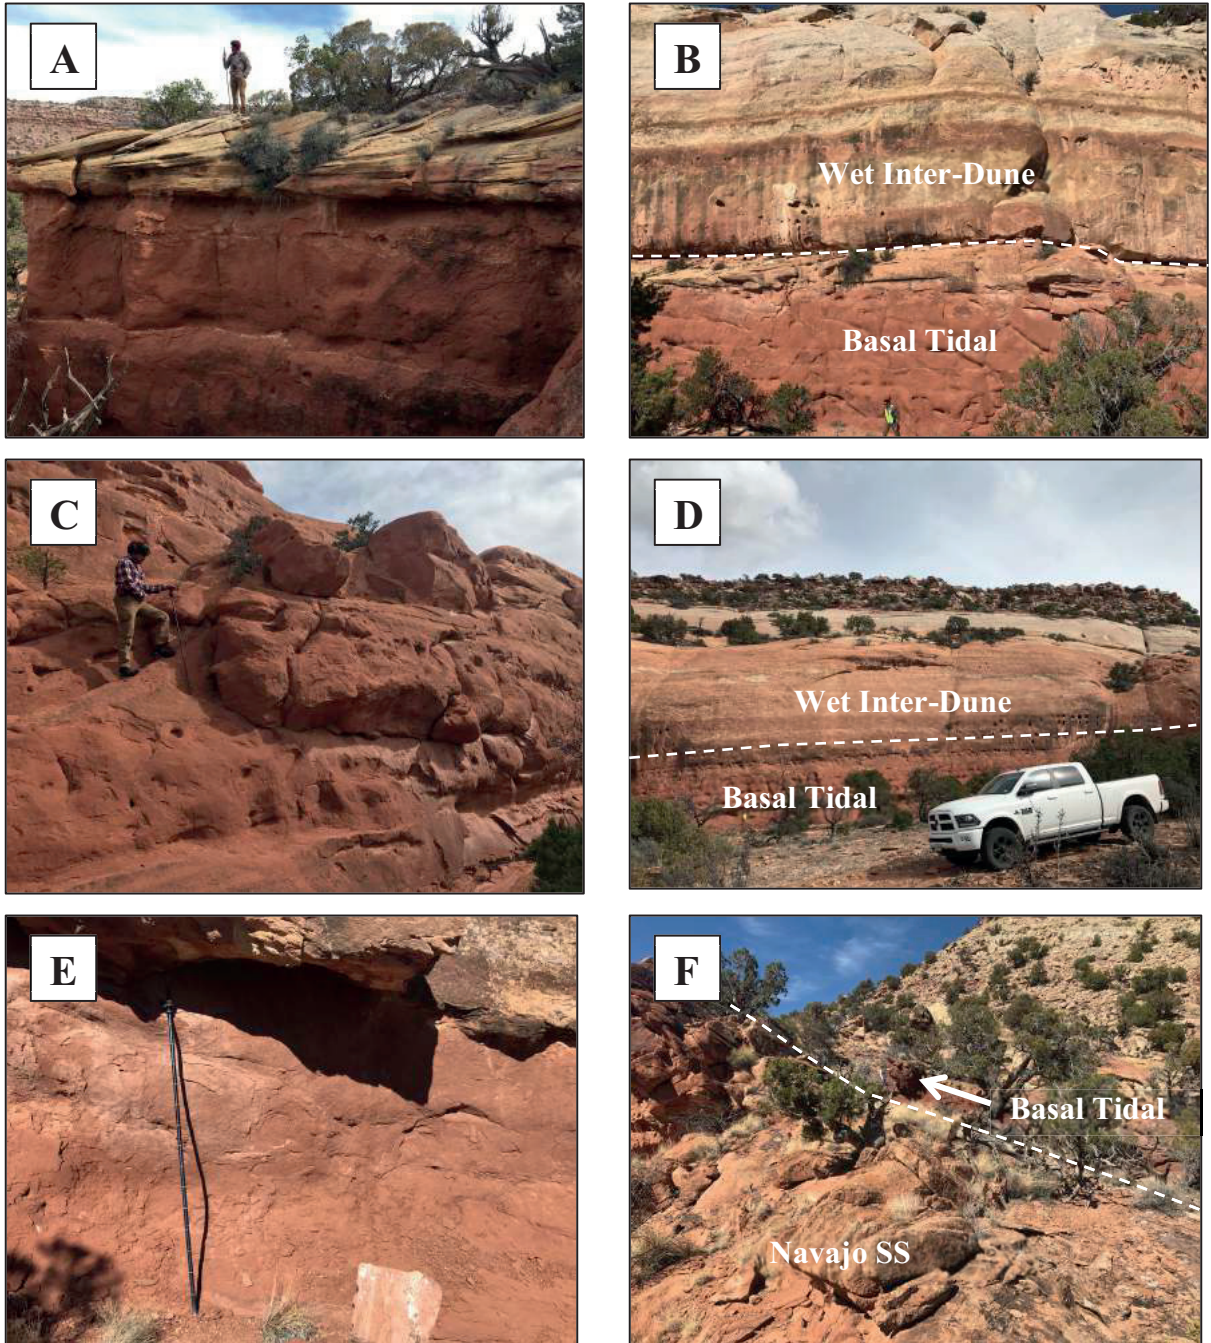 A
B
Wet Inter-Dune
Basal Tidal
C
D
Wet Inter-Dune
Basal Tidal
E
F
Basal Tidal
Navajo SS